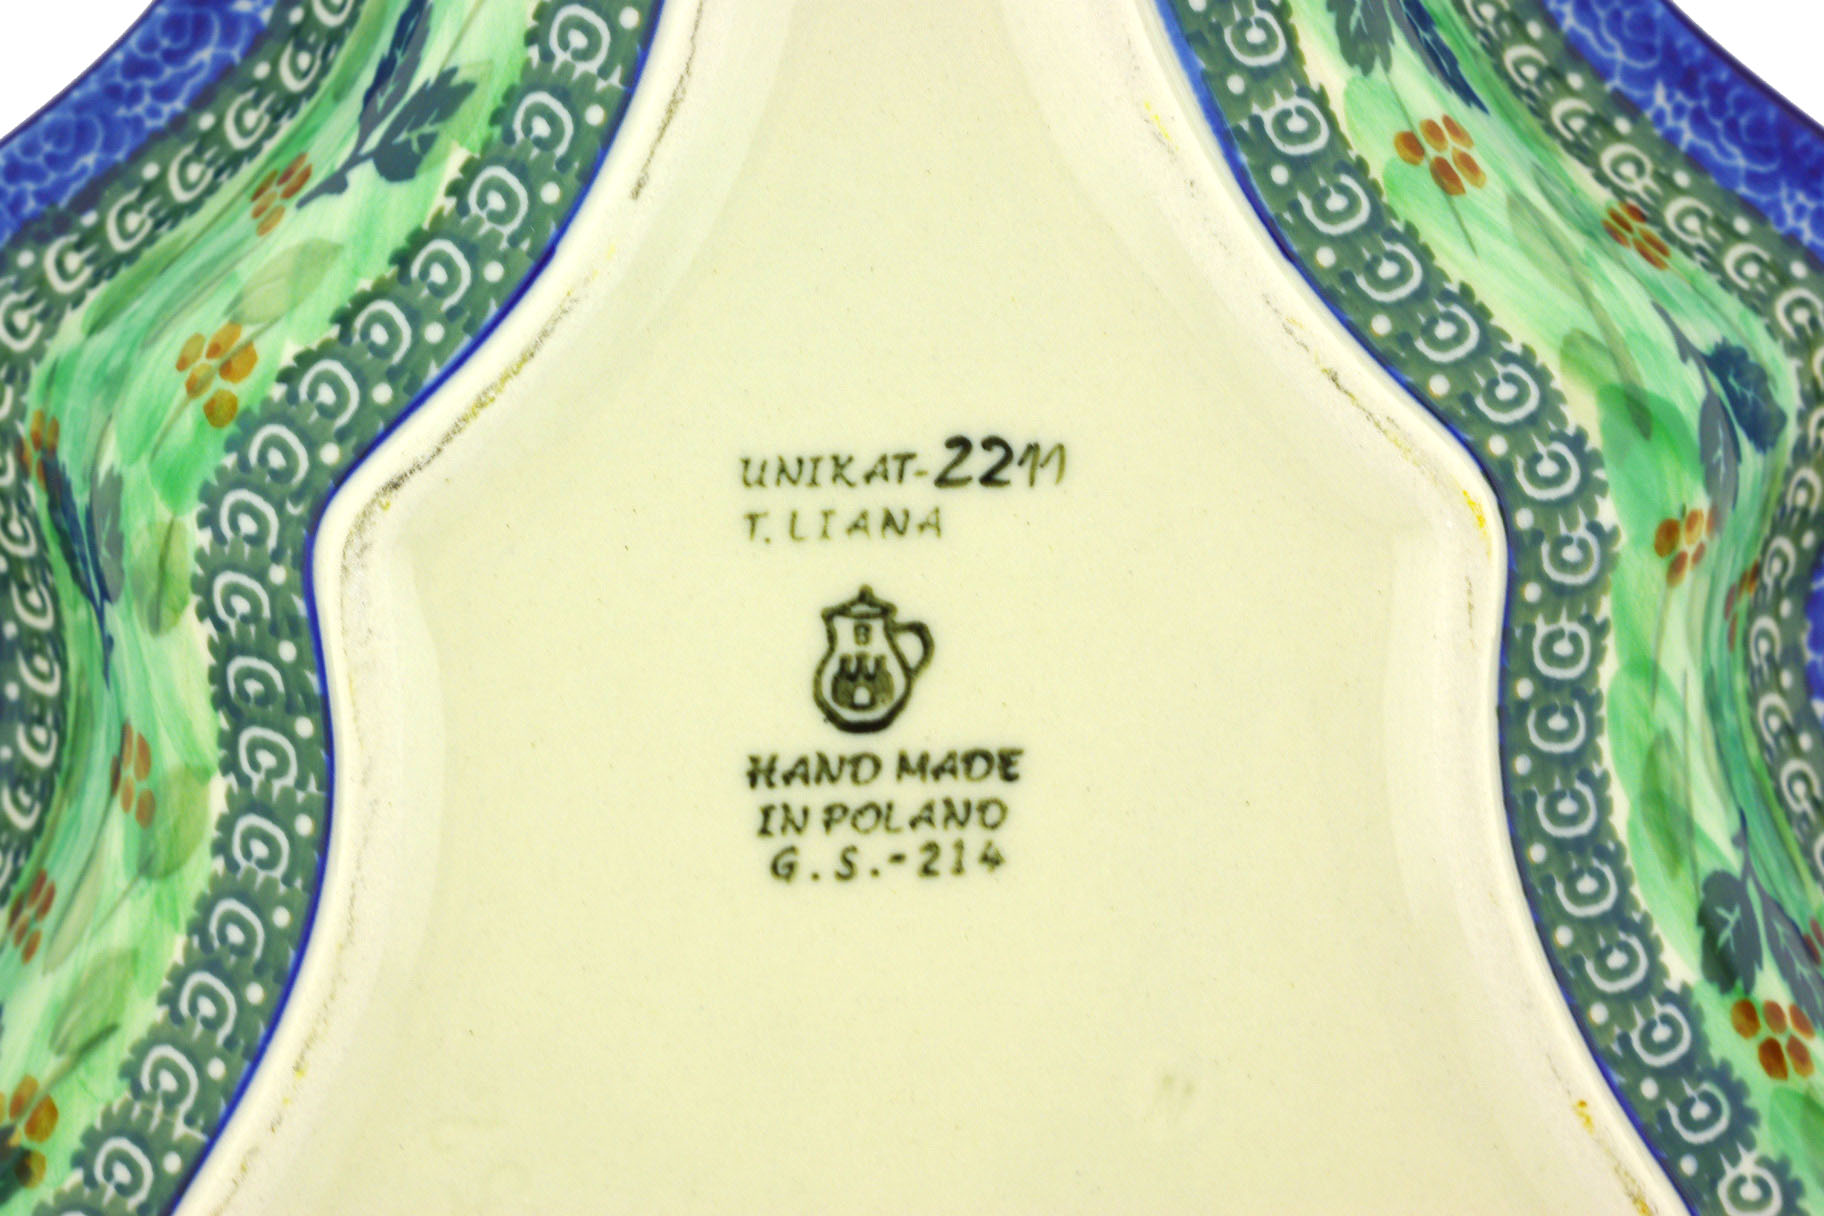 UNIKAT-2211
T. LIANA
HAND MADE
IN POLAND
G.S.-214